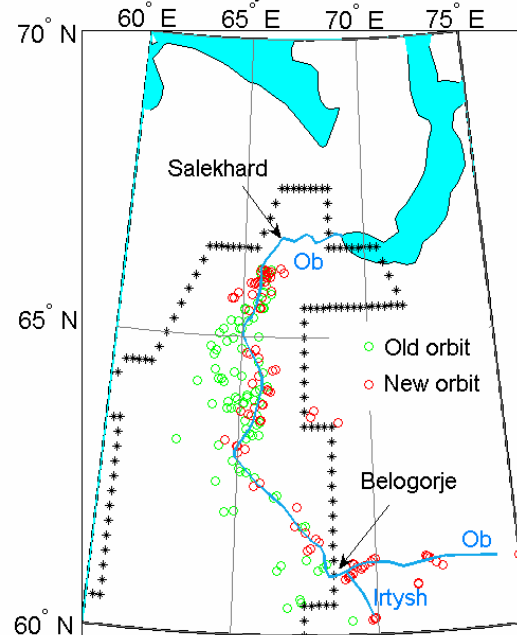 60° E 65° E 70° E 75° E
70° N
Salekhard
Ob
65° N
Old orbit
New orbit
Belogorje
Ob
Irtysh
60° N